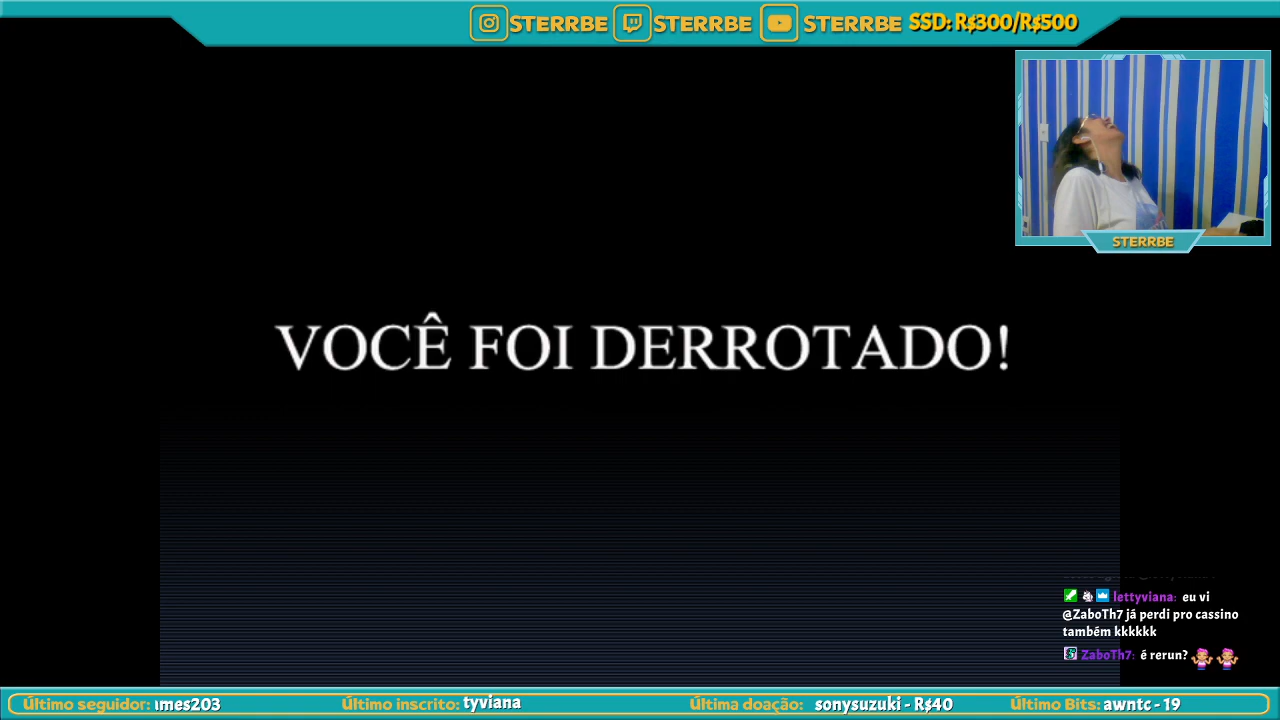 STERRBE STERRBE STERRBE SSD: R$300/R$500
STERRBE
VOCÊ FOI DERROTADO!
lettyviana: eu vi
@ZaboTh7 já perdi pro cassino
também kkkkkk
ZaboTh7: é rerun?
Último seguidor: ımes203 Último inscrito: tyviana Última doação: sonysuzuki - R$40 Último Bits: awntc - 19